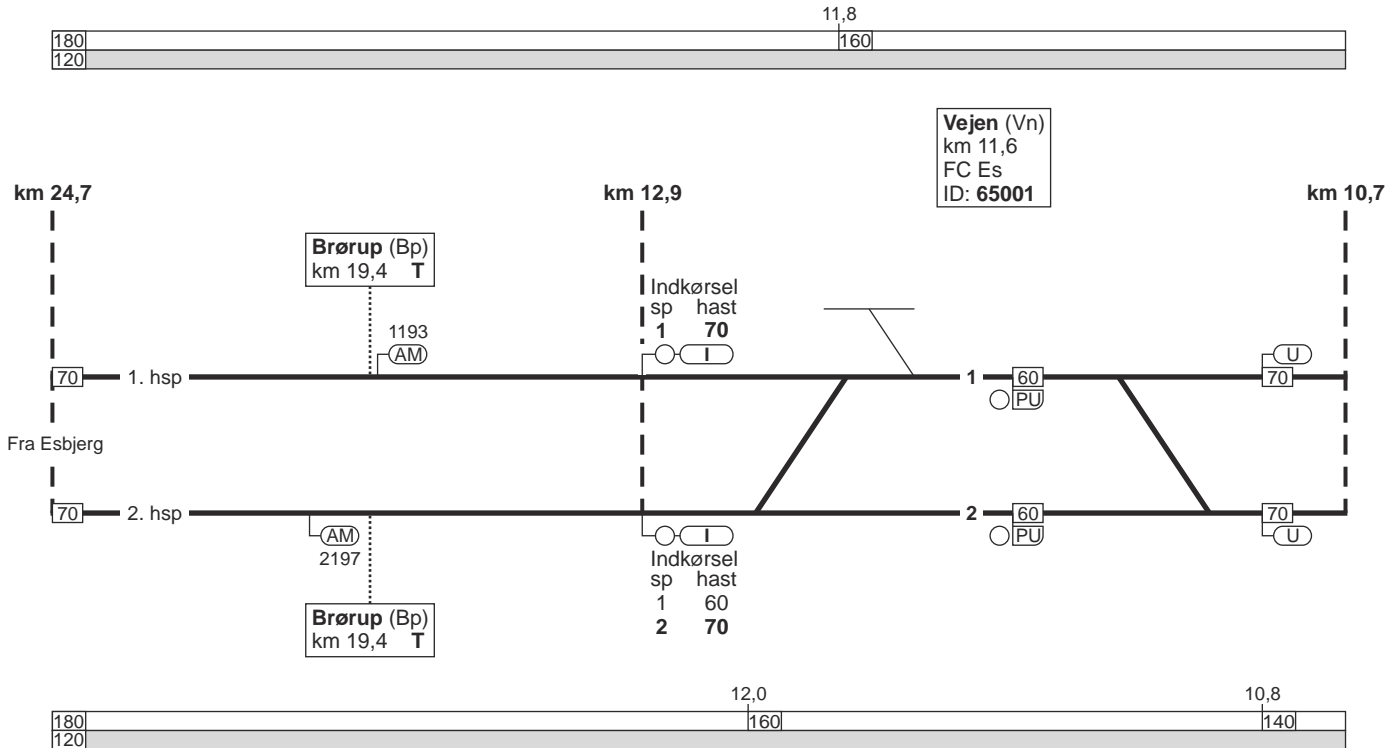 11,8
180 160
120
Vejen (Vn)
km 11,6
FC Es
ID: 65001
km 24,7 km 12,9 km 10,7
Brørup (Bp)
km 19,4 T
Indkørsel
sp hast
1 70
1193
AM I U
70 1. hsp 1 60 70
PU
Fra Esbjerg
70 2. hsp 2 60 70
AM I PU U
2197
Indkørsel
sp hast
1 60
2 70
Brørup (Bp)
km 19,4 T
12,0 10,8
180 160 140
120